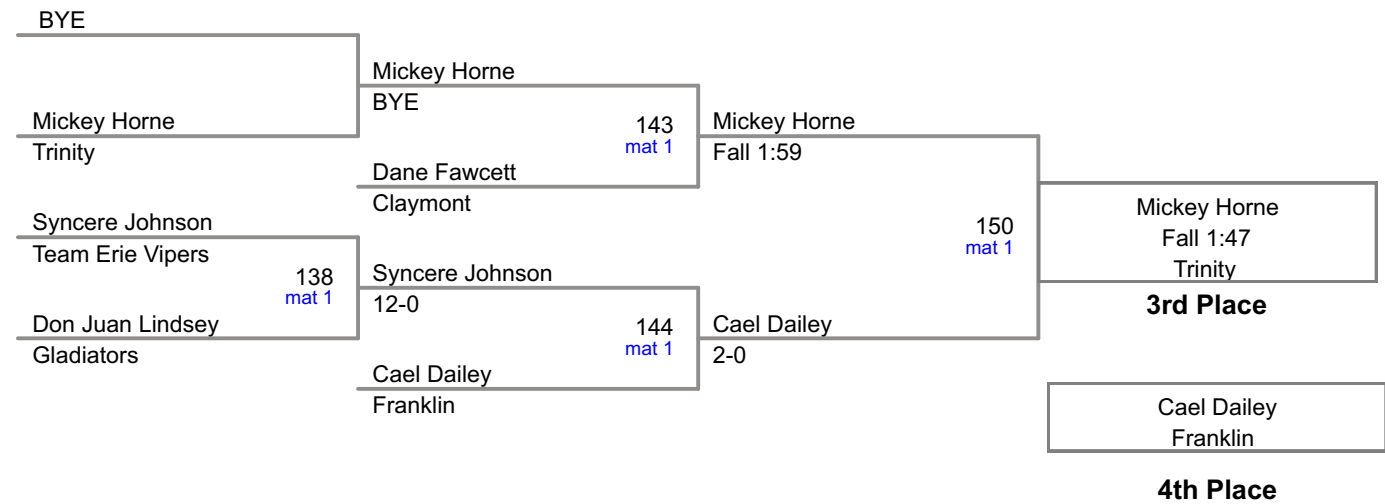 BYE
Mickey Horne
Trinity
Syncere Johnson
Team Erie Vipers
138
mat 1
Don Juan Lindsey
Gladiators
Mickey Horne
BYE
143
mat 1
Dane Fawcett
Claymont
Syncere Johnson
12-0
144
mat 1
Cael Dailey
Franklin
Mickey Horne
Fall 1:59
150
mat 1
Cael Dailey
2-0
Mickey Horne
Fall 1:47
Trinity
3rd Place
Cael Dailey
Franklin
4th Place